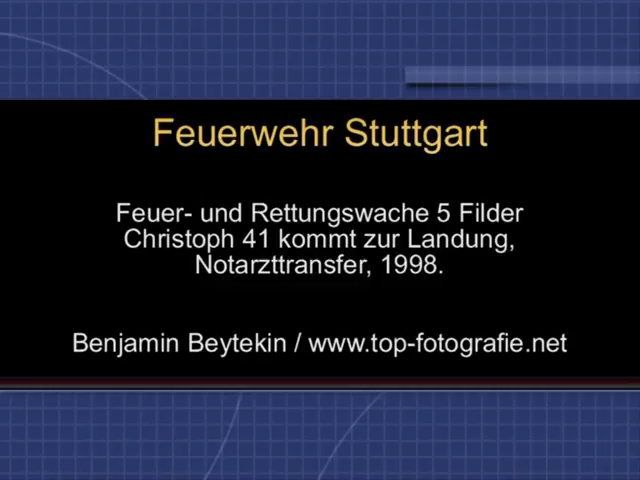 Feuerwehr Stuttgart
Feuer- und Rettungswache 5 Filder
Christoph 41 kommt zur Landung,
Notarzttransfer, 1998.
Benjamin Beytekin / www.top-fotografie.net